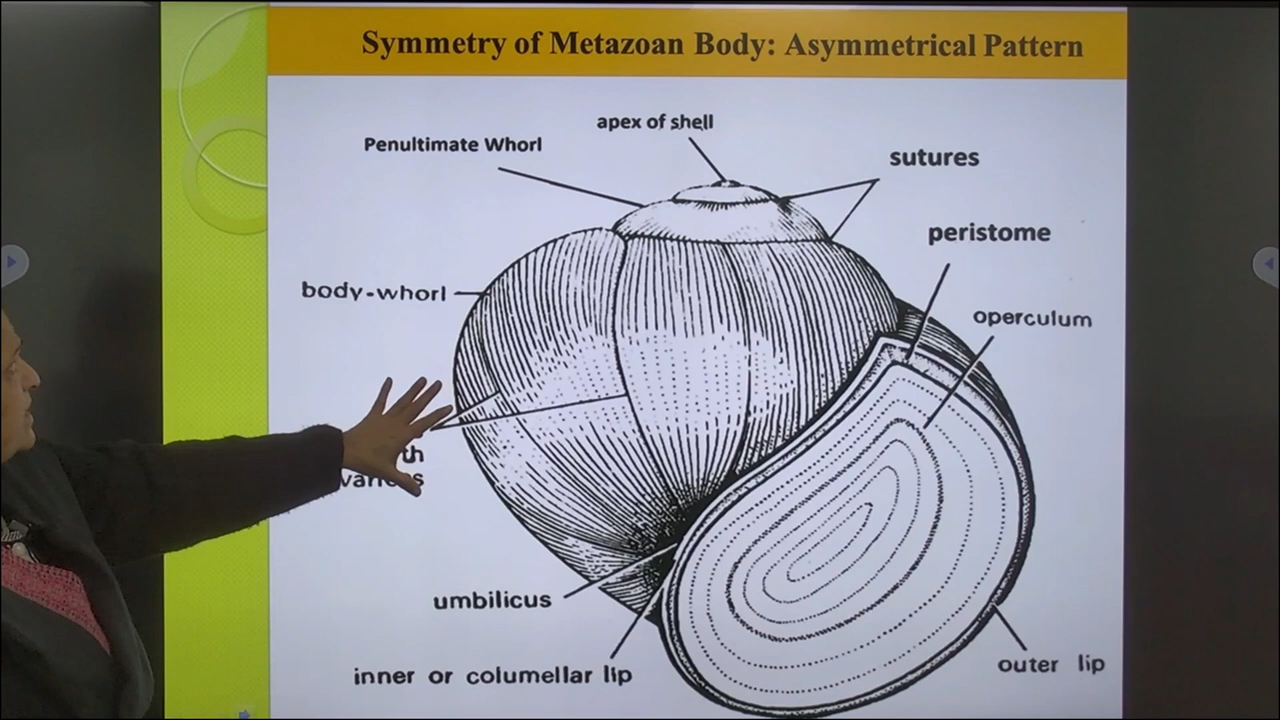 Symmetry of Metazoan Body: Asymmetrical Pattern
apex of shell
Penultimate Whorl
sutures
peristome
body-whorl
operculum
umbilicus
inner or columellar lip
outer lip